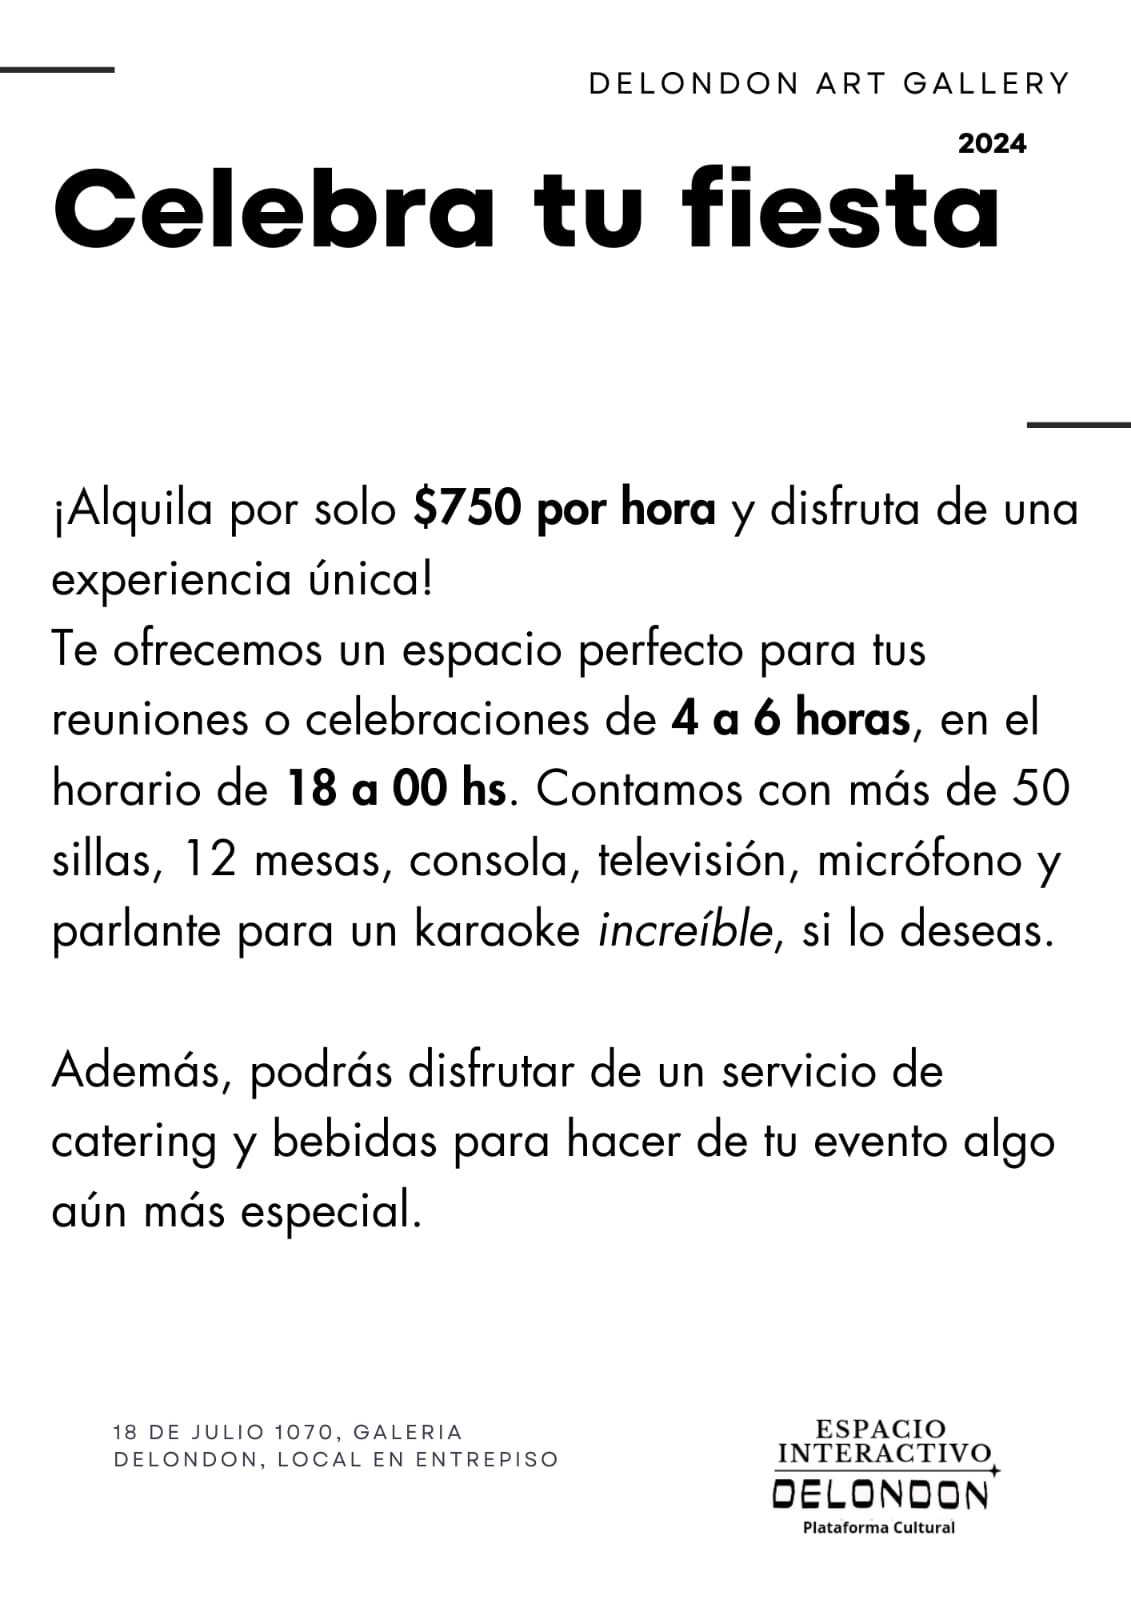 DELONDON ART GALLERY
2024
Celebra tu fiesta
¡Alquila por solo $750 por hora y disfruta de una
experiencia única!
Te ofrecemos un espacio perfecto para tus
reuniones o celebraciones de 4 a 6 horas, en el
horario de 18 a 00 hs. Contamos con más de 50
sillas, 12 mesas, consola, televisión, micrófono y
parlante para un karaoke increíble, si lo deseas.
Además, podrás disfrutar de un servicio de
catering y bebidas para hacer de tu evento algo
aún más especial.
18 DE JULIO 1070, GALERIA
DELONDON, LOCAL EN ENTREPISO
ESPACIO
INTERACTIVO
DELONDON
Plataforma Cultural